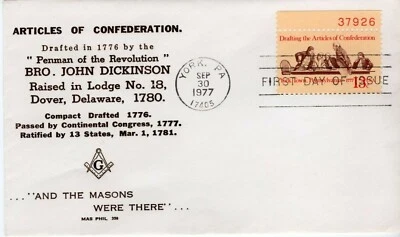 ARTICLES OF CONFEDERATION.
Drafted in 1776 by the
" Penman of the Revolution "
BRO. JOHN DICKINSON
Raised in Lodge No. 18,
Dover, Delaware, 1780.
Compact Drafted 1776.
Passed by Continental Congress, 1777.
Ratified by 13 States, Mar. 1, 1781.
G
... "AND THE MASONS
WERE THERE" ...
MAS PHIL
YORK, PA
SEP
30
1977
17405
37926
Drafting the Articles of Confederation
FIRST DAY OF ISSUE
13c